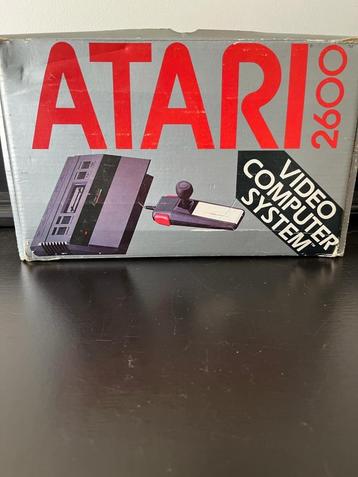 ATARI
2600
VIDEO
COMPUTER
SYSTEM